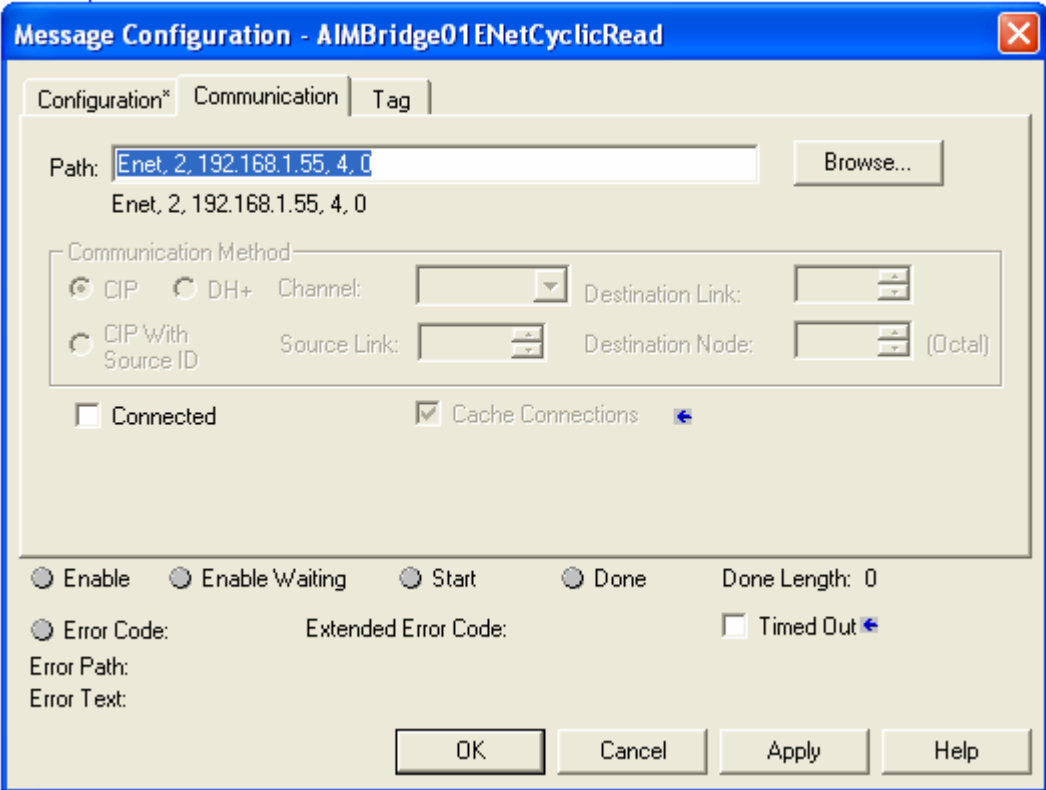 Message Configuration - AIMBridge01ENetCyclicRead
Configuration* Communication Tag
Path: Enet, 2, 192.168.1.55, 4, 0 Browse...
Enet, 2, 192.168.1.55, 4, 0
Communication Method
CIP DH+ Channel: Destination Link:
CIP With Source ID Source Link: Destination Node: (Octal)
Connected Cache Connections
Enable Enable Waiting Start Done Done Length: 0
Error Code: Extended Error Code: Timed Out
Error Path:
Error Text:
OK Cancel Apply Help